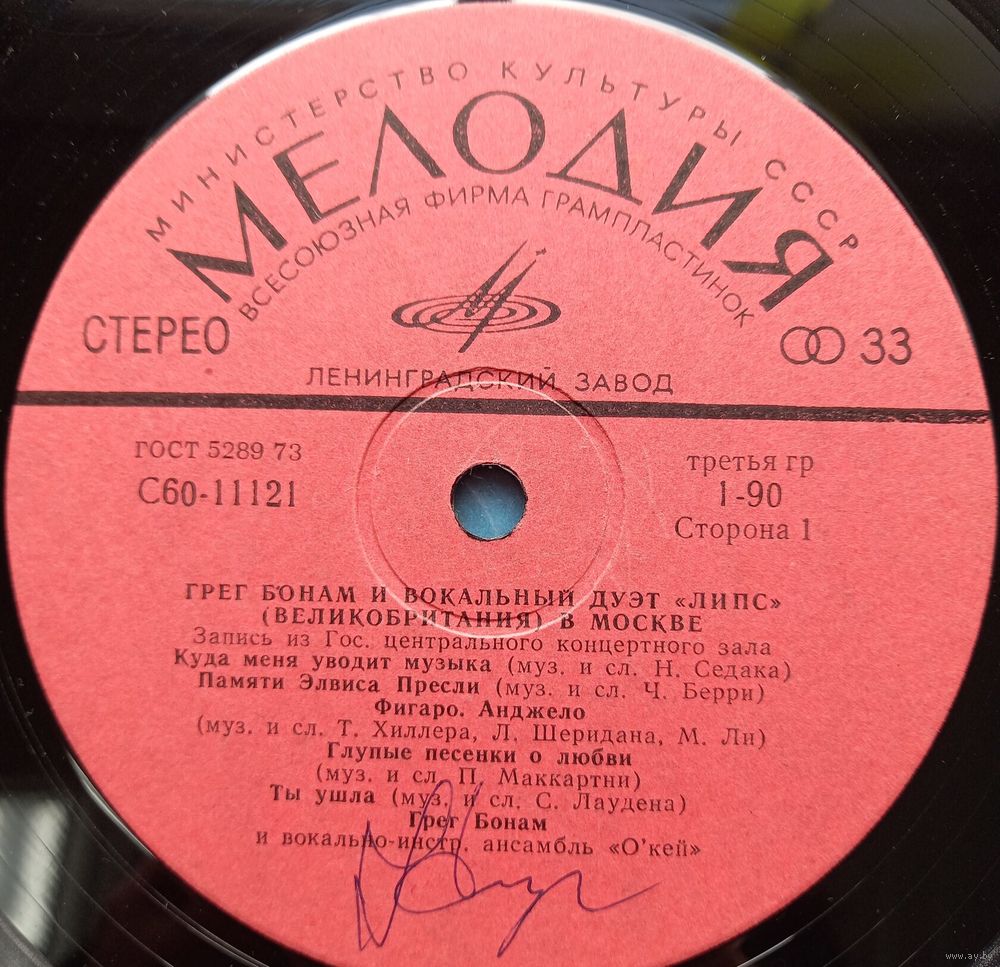 МИНИСТЕРСТВО КУЛЬТУРЫ СССР
МЕЛОДИЯ
ВСЕСОЮЗНАЯ ФИРМА ГРАМПЛАСТИНОК
СТЕРЕО
33
ЛЕНИНГРАДСКИЙ ЗАВОД
ГОСТ 5289 73
С60-11121
третья гр
1-90
Сторона 1
ГРЕГ БОНАМ И ВОКАЛЬНЫЙ ДУЭТ «ЛИПС»
(ВЕЛИКОБРИТАНИЯ) В МОСКВЕ
Запись из Гос. центрального концертного зала
Куда меня уводит музыка (муз. и сл. Н. Седака)
Памяти Элвиса Пресли (муз. и сл. Ч. Берри)
Фигаро. Анджело
(муз. и сл. Т. Хиллера, Л. Шеридана, М. Ли)
Глупые песенки о любви
(муз. и сл. П. Маккартни)
Ты ушла (муз. и сл. С. Лаудена)
Грег Бонам
и вокально-инстр. ансамбль «О'кей»
www.ay.by